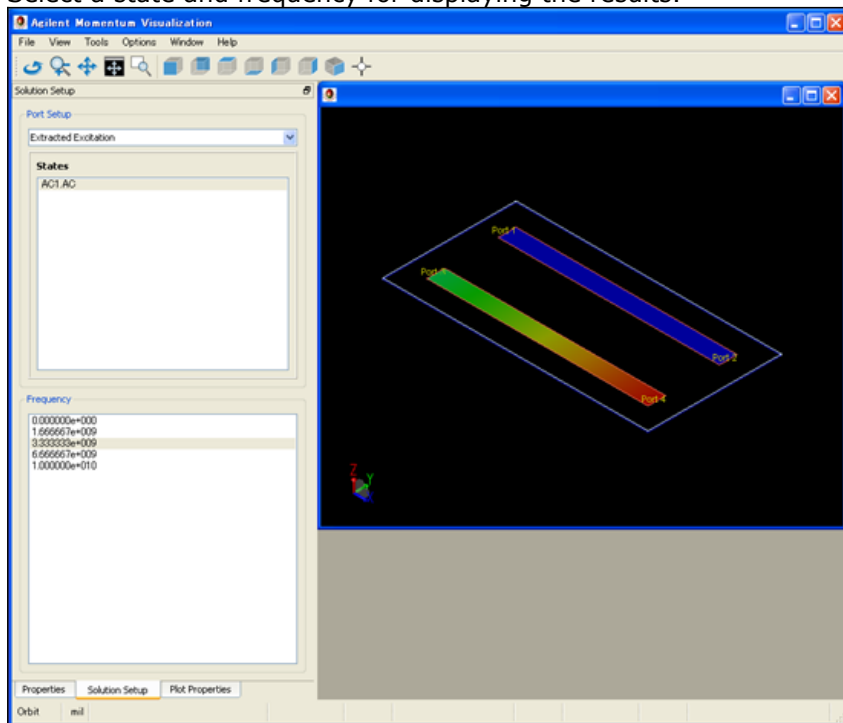 Select a state and frequency for displaying the results.
Agilent Momentum Visualization
File View Tools Options Window Help
Solution Setup
Port Setup
Extracted Excitation
States
AC1.AC
Frequency
0.000000e+000
1.666667e+009
3.333333e+009
6.666667e+009
1.000000e+010
Port 1
Port 2
Port 4
Z
Y
Properties Solution Setup Plot Properties
Orbit mil